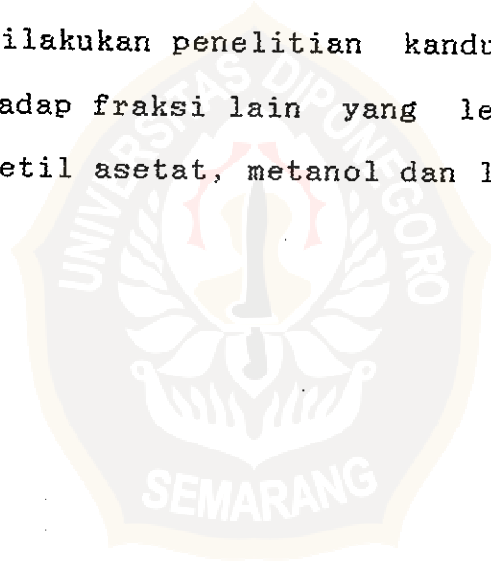 ilakukan penelitian kandu
adap fraksi lain yang le
etil asetat, metanol dan l
UNIVERSITAS DIPONEGORO
SEMARANG